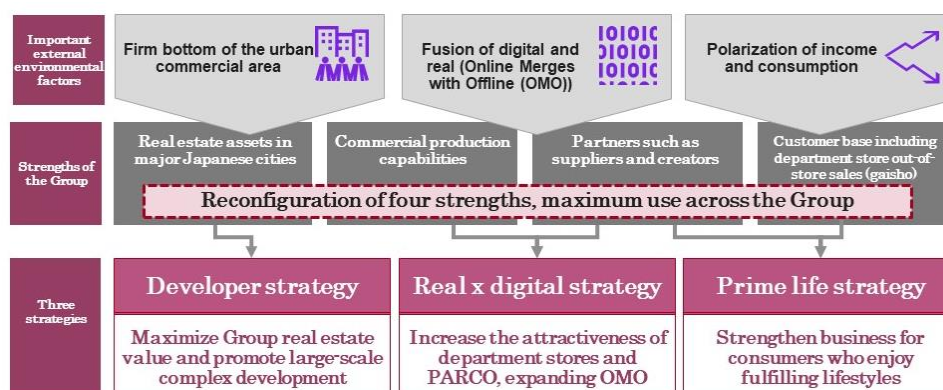 Important
external
environmental
factors
Firm bottom of the urban
commercial area
Fusion of digital and
real (Online Merges
with Offline (OMO))
Polarization of income
and consumption
Strengths of
the Group
Real estate assets in
major Japanese cities
Commercial production
capabilities
Partners such as
suppliers and creators
Customer base including
department store out-of-
store sales (gaisho)
Reconfiguration of four strengths, maximum use across the Group
Three
strategies
Developer strategy
Maximize Group real estate
value and promote large-scale
complex development
Real x digital strategy
Increase the attractiveness of
department stores and
PARCO, expanding OMO
Prime life strategy
Strengthen business for
consumers who enjoy
fulfilling lifestyles